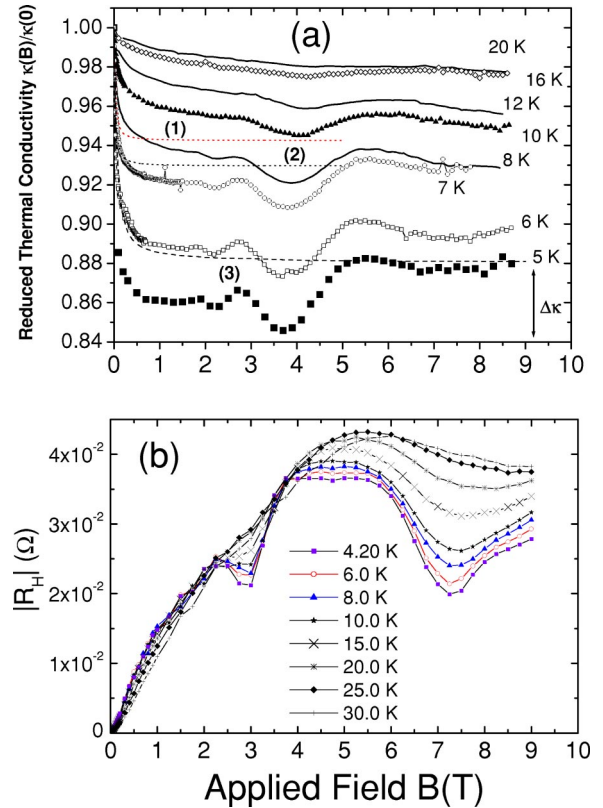 (a)
Reduced Thermal Conductivity κ(B)/κ(0)
1.00
0.98
0.96
0.94
0.92
0.90
0.88
0.86
0.84
20 K
16 K
12 K
10 K
8 K
7 K
6 K
5 K
(1)
(2)
(3)
Δκ
0 1 2 3 4 5 6 7 8 9 10
(b)
|R_H| (Ω)
4x10⁻²
3x10⁻²
2x10⁻²
1x10⁻²
0
4.20 K
6.0 K
8.0 K
10.0 K
15.0 K
20.0 K
25.0 K
30.0 K
0 1 2 3 4 5 6 7 8 9 10
Applied Field B(T)